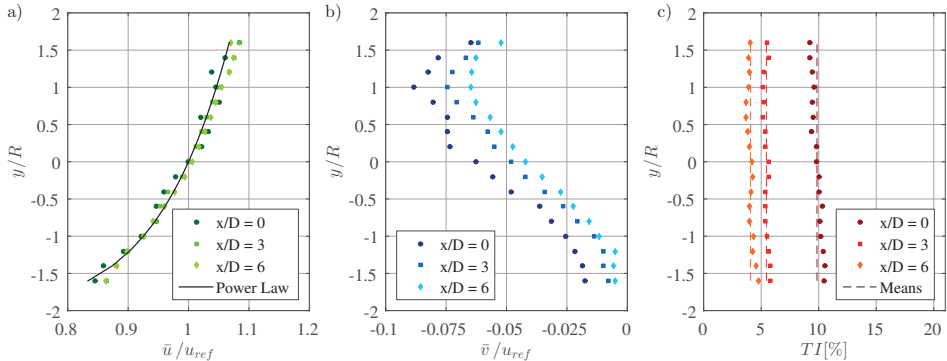 a)
2
1.5
1
0.5
0
-0.5
-1
-1.5
-2
y/R
0.8 0.9 1 1.1 1.2
ū/u_ref
x/D = 0
x/D = 3
x/D = 6
Power Law
b)
2
1.5
1
0.5
0
-0.5
-1
-1.5
-2
y/R
-0.1 -0.075 -0.05 -0.025 0
v̄/u_ref
x/D = 0
x/D = 3
x/D = 6
c)
2
1.5
1
0.5
0
-0.5
-1
-1.5
-2
y/R
0 5 10 15 20
TI[%]
x/D = 0
x/D = 3
x/D = 6
Means